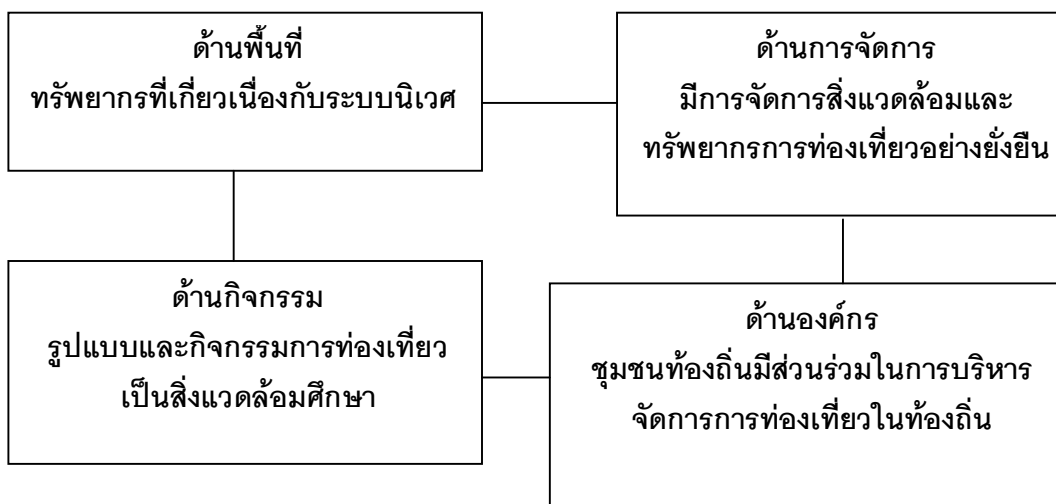 ด้านพื้นที่
ทรัพยากรที่เกี่ยวเนื่องกับระบบนิเวศ
ด้านการจัดการ
มีการจัดการสิ่งแวดล้อมและ
ทรัพยากรการท่องเที่ยวอย่างยั่งยืน
ด้านกิจกรรม
รูปแบบและกิจกรรมการท่องเที่ยว
เป็นสิ่งแวดล้อมศึกษา
ด้านองค์กร
ชุมชนท้องถิ่นมีส่วนร่วมในการบริหาร
จัดการการท่องเที่ยวในท้องถิ่น